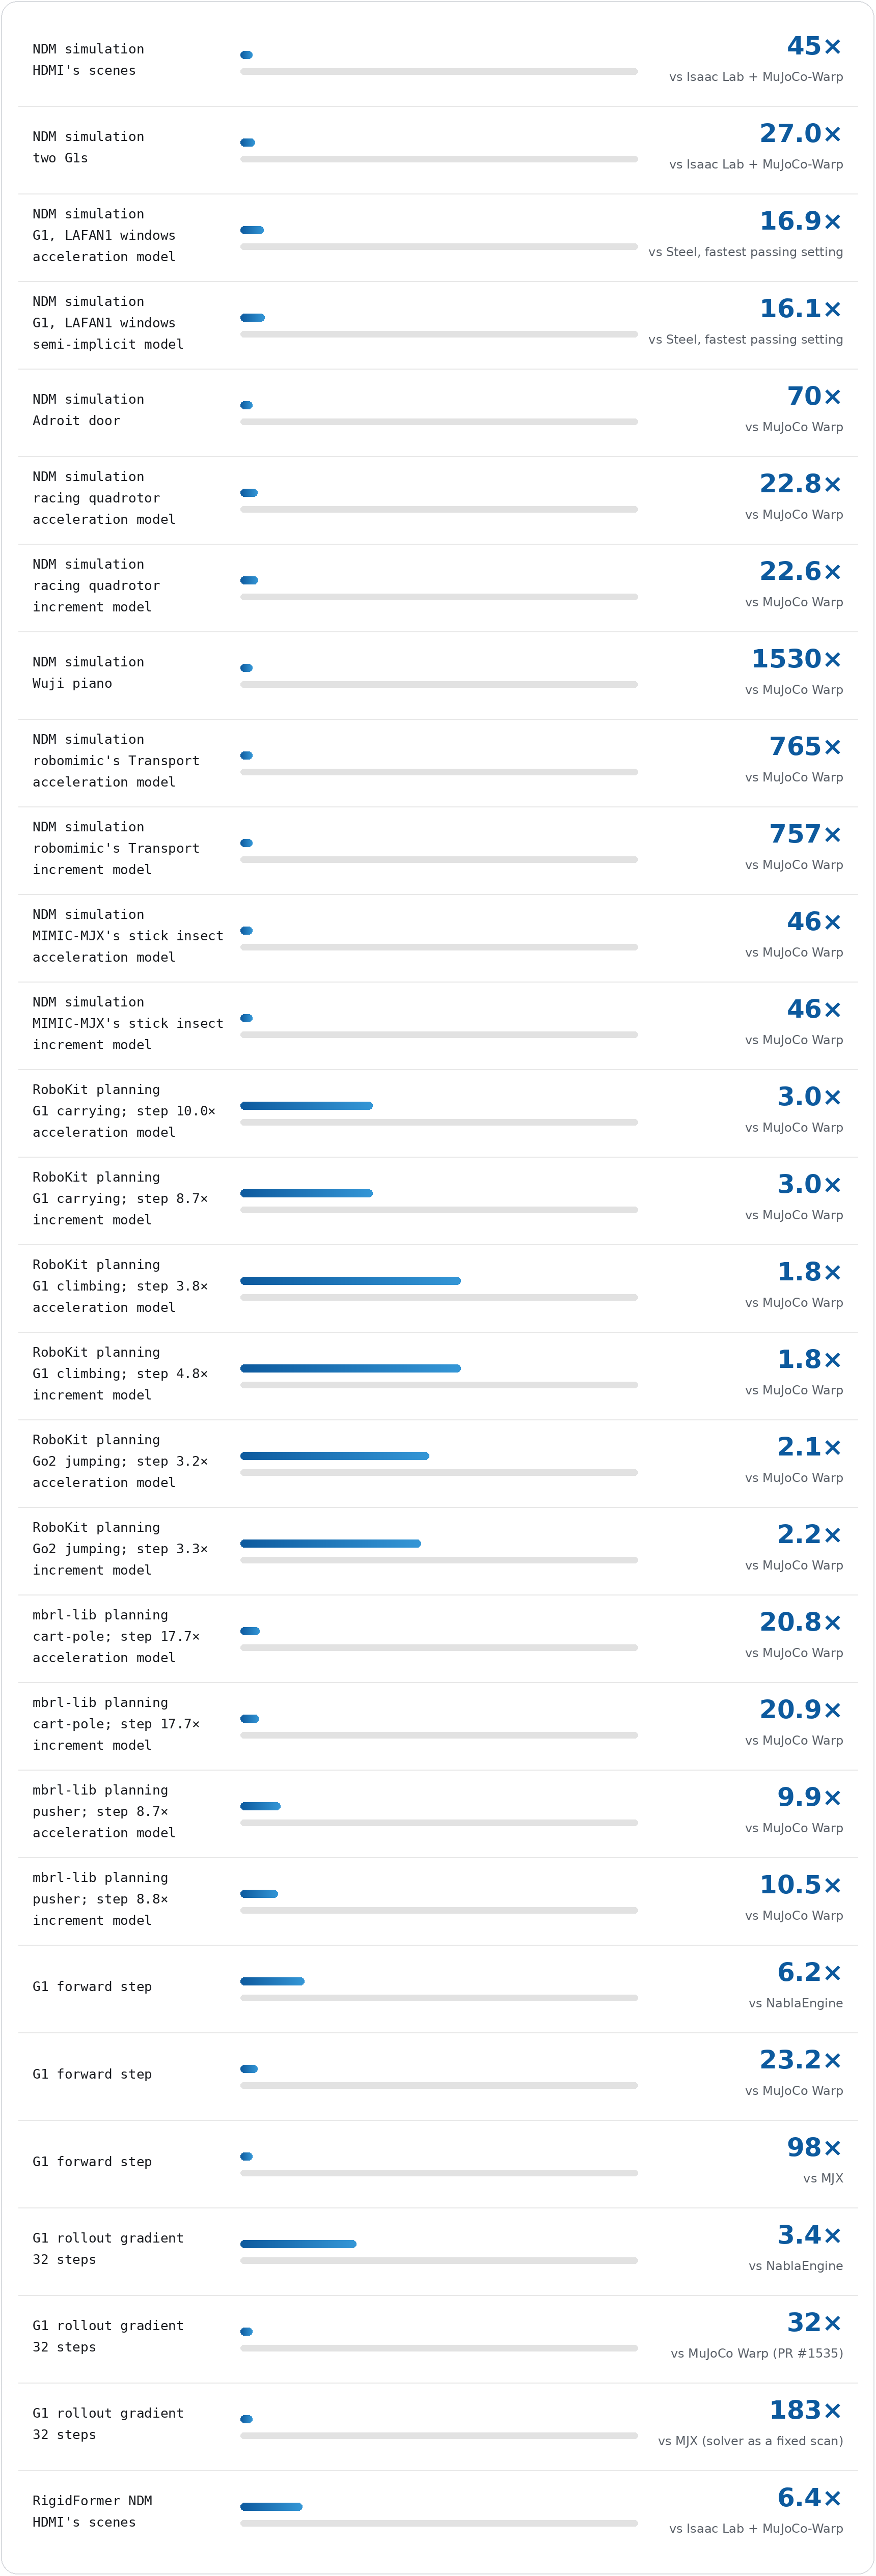 NDM simulation
HDMI's scenes
45×
vs Isaac Lab + MuJoCo-Warp
NDM simulation
two G1s
27.0×
vs Isaac Lab + MuJoCo-Warp
NDM simulation
G1, LAFAN1 windows
acceleration model
16.9×
vs Steel, fastest passing setting
NDM simulation
G1, LAFAN1 windows
semi-implicit model
16.1×
vs Steel, fastest passing setting
NDM simulation
Adroit door
70×
vs MuJoCo Warp
NDM simulation
racing quadrotor
acceleration model
22.8×
vs MuJoCo Warp
NDM simulation
racing quadrotor
increment model
22.6×
vs MuJoCo Warp
NDM simulation
Wuji piano
1530×
vs MuJoCo Warp
NDM simulation
robomimic's Transport
acceleration model
765×
vs MuJoCo Warp
NDM simulation
robomimic's Transport
increment model
757×
vs MuJoCo Warp
NDM simulation
MIMIC-MJX's stick insect
acceleration model
46×
vs MuJoCo Warp
NDM simulation
MIMIC-MJX's stick insect
increment model
46×
vs MuJoCo Warp
RoboKit planning
G1 carrying; step 10.0×
acceleration model
3.0×
vs MuJoCo Warp
RoboKit planning
G1 carrying; step 8.7×
increment model
3.0×
vs MuJoCo Warp
RoboKit planning
G1 climbing; step 3.8×
acceleration model
1.8×
vs MuJoCo Warp
RoboKit planning
G1 climbing; step 4.8×
increment model
1.8×
vs MuJoCo Warp
RoboKit planning
Go2 jumping; step 3.2×
acceleration model
2.1×
vs MuJoCo Warp
RoboKit planning
Go2 jumping; step 3.3×
increment model
2.2×
vs MuJoCo Warp
mbrl-lib planning
cart-pole; step 17.7×
acceleration model
20.8×
vs MuJoCo Warp
mbrl-lib planning
cart-pole; step 17.7×
increment model
20.9×
vs MuJoCo Warp
mbrl-lib planning
pusher; step 8.7×
acceleration model
9.9×
vs MuJoCo Warp
mbrl-lib planning
pusher; step 8.8×
increment model
10.5×
vs MuJoCo Warp
G1 forward step
6.2×
vs NablaEngine
G1 forward step
23.2×
vs MuJoCo Warp
G1 forward step
98×
vs MJX
G1 rollout gradient
32 steps
3.4×
vs NablaEngine
G1 rollout gradient
32 steps
32×
vs MuJoCo Warp (PR #1535)
G1 rollout gradient
32 steps
183×
vs MJX (solver as a fixed scan)
RigidFormer NDM
HDMI's scenes
6.4×
vs Isaac Lab + MuJoCo-Warp